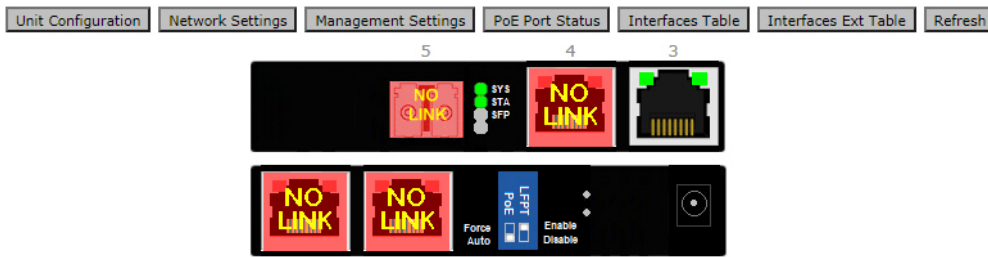 Unit Configuration Network Settings Management Settings PoE Port Status Interfaces Table Interfaces Ext Table Refresh
5 4 3
NO LINK
SYS
STA
SFP
NO LINK
NO LINK
NO LINK
PoE LFPT
Force Enable
Auto Disable